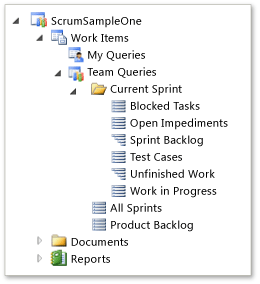 ScrumSampleOne
Work Items
My Queries
Team Queries
Current Sprint
Blocked Tasks
Open Impediments
Sprint Backlog
Test Cases
Unfinished Work
Work in Progress
All Sprints
Product Backlog
Documents
Reports